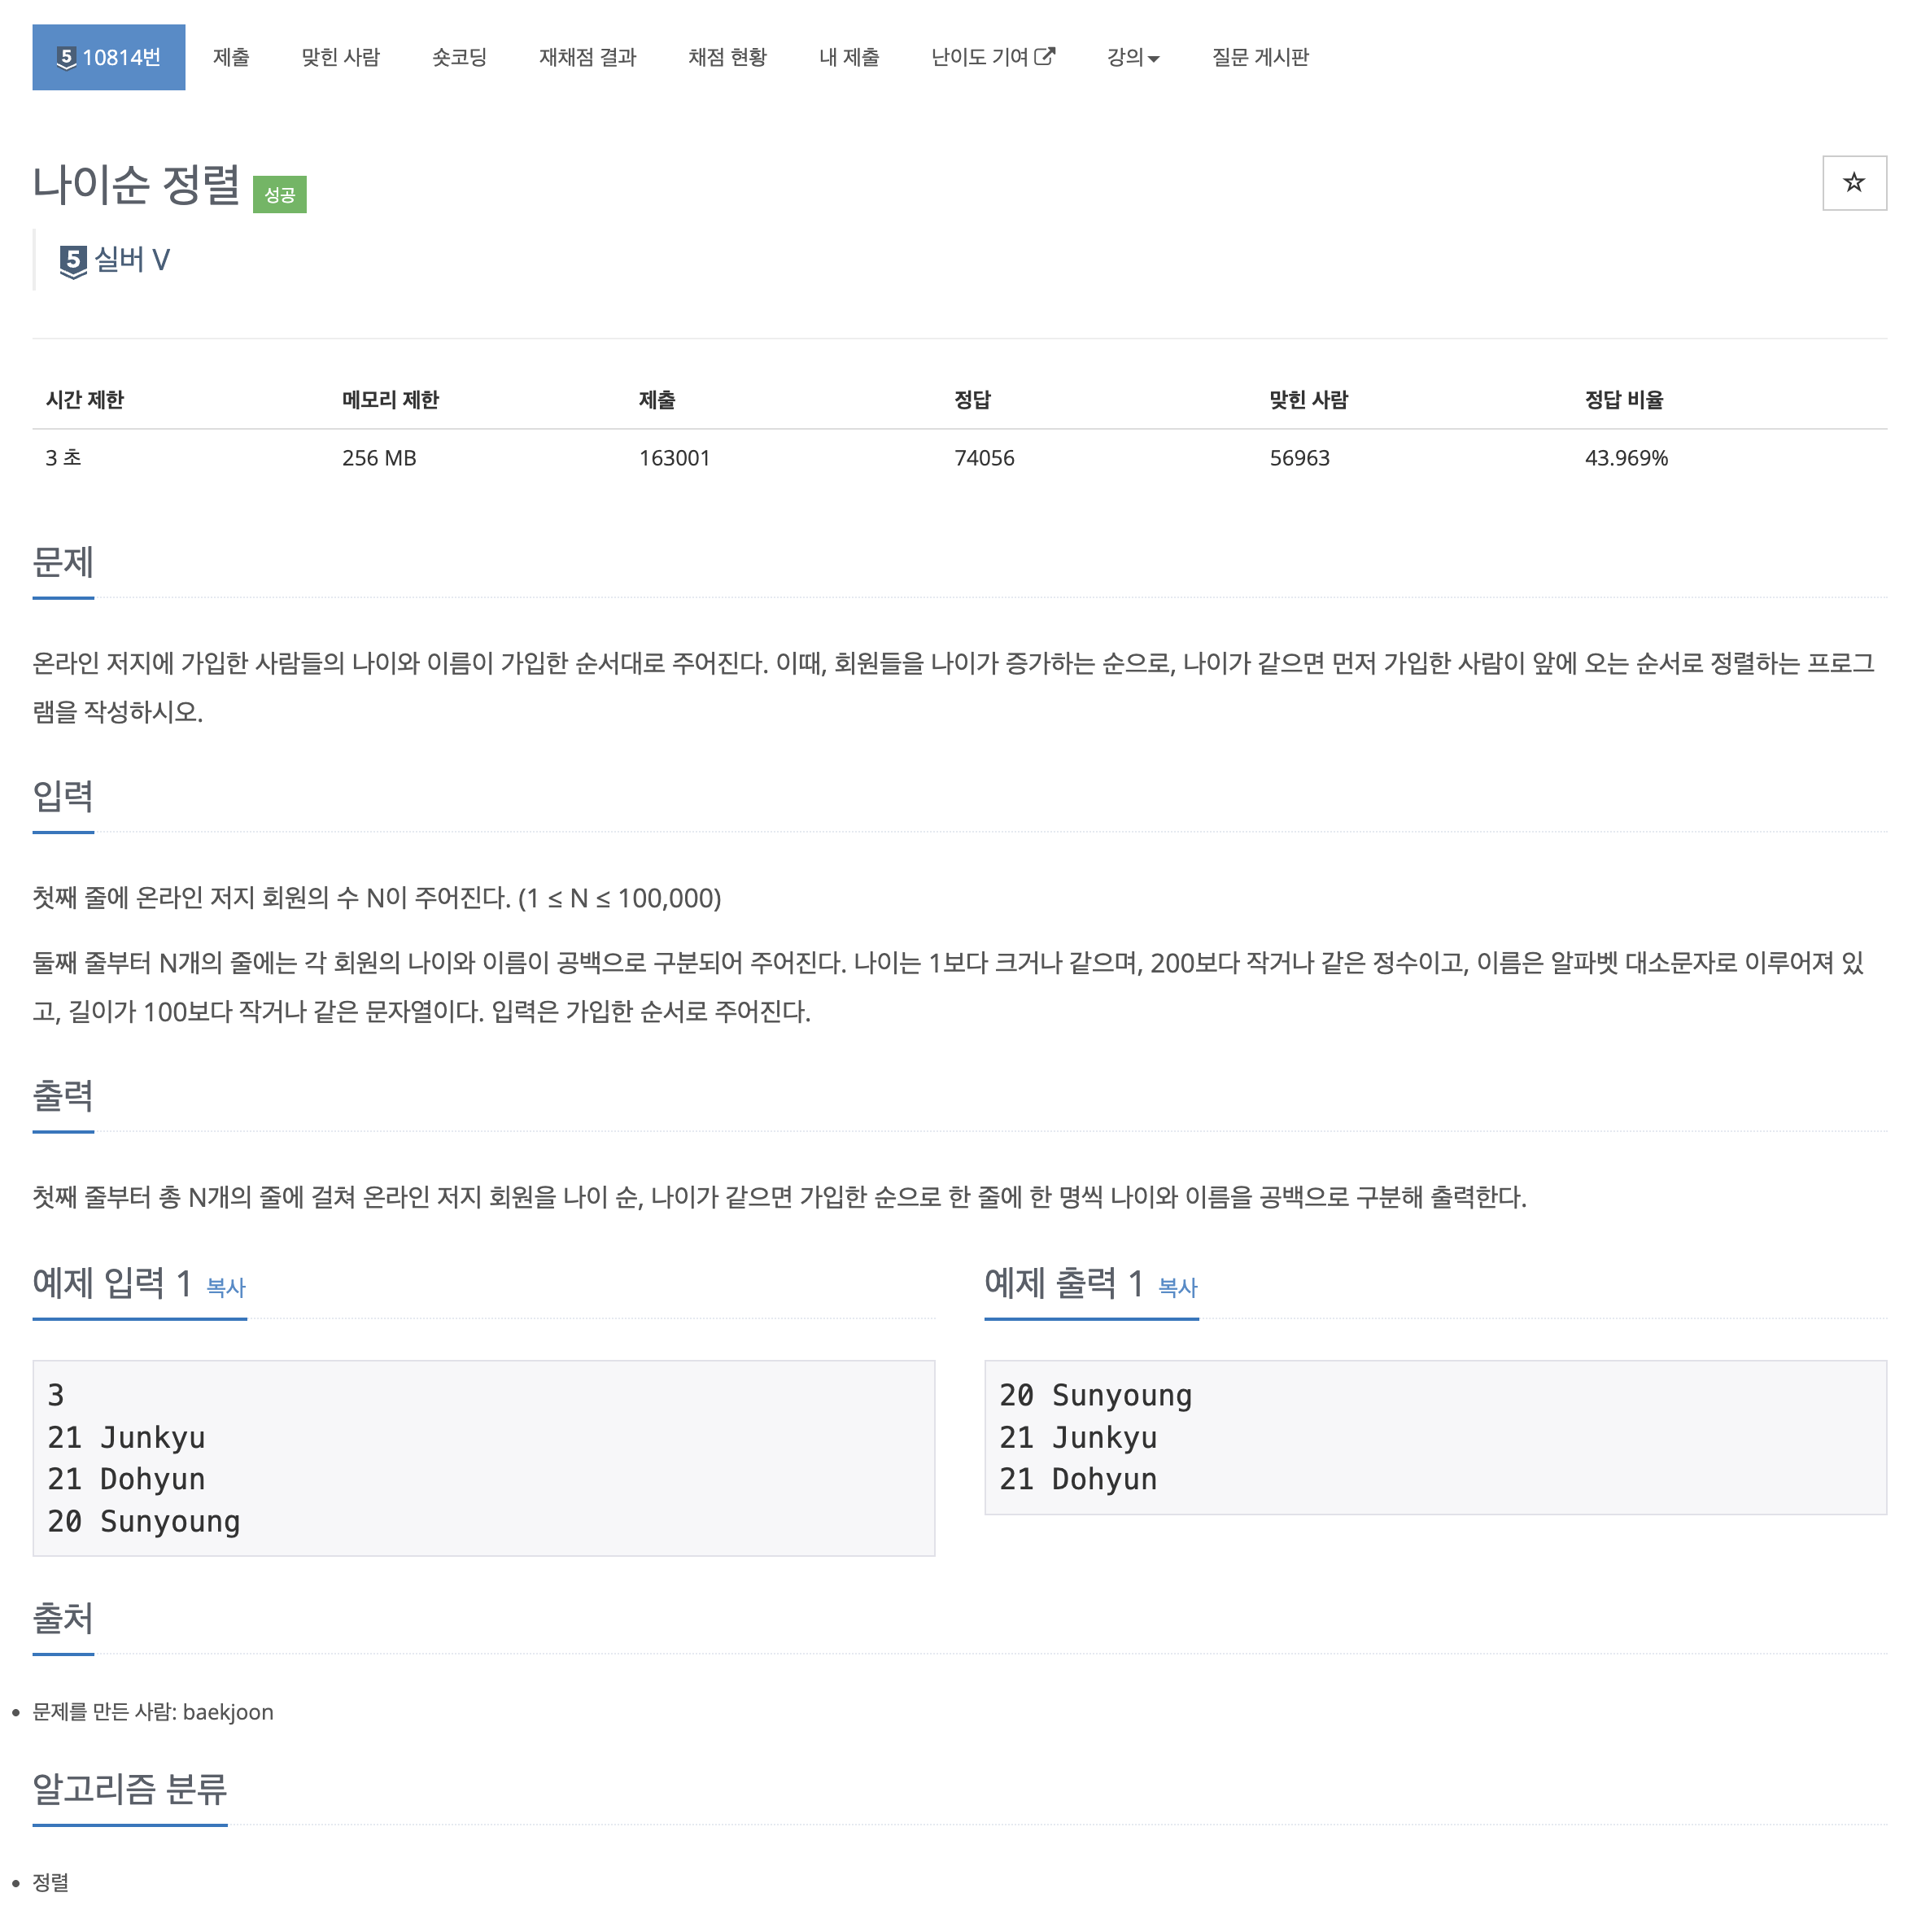 5 10814번 제출 맞힌 사람 숏코딩 재채점 결과 채점 현황 내 제출 난이도 기여 강의 질문 게시판
나이순 정렬 성공
5 실버 V
시간 제한 메모리 제한 제출 정답 맞힌 사람 정답 비율
3 초 256 MB 163001 74056 56963 43.969%
문제
온라인 저지에 가입한 사람들의 나이와 이름이 가입한 순서대로 주어진다. 이때, 회원들을 나이가 증가하는 순으로, 나이가 같으면 먼저 가입한 사람이 앞에 오는 순서로 정렬하는 프로그
램을 작성하시오.
입력
첫째 줄에 온라인 저지 회원의 수 N이 주어진다. (1 ≤ N ≤ 100,000)
둘째 줄부터 N개의 줄에는 각 회원의 나이와 이름이 공백으로 구분되어 주어진다. 나이는 1보다 크거나 같으며, 200보다 작거나 같은 정수이고, 이름은 알파벳 대소문자로 이루어져 있
고, 길이가 100보다 작거나 같은 문자열이다. 입력은 가입한 순서로 주어진다.
출력
첫째 줄부터 총 N개의 줄에 걸쳐 온라인 저지 회원을 나이 순, 나이가 같으면 가입한 순으로 한 줄에 한 명씩 나이와 이름을 공백으로 구분해 출력한다.
예제 입력 1 복사
3
21 Junkyu
21 Dohyun
20 Sunyoung
예제 출력 1 복사
20 Sunyoung
21 Junkyu
21 Dohyun
출처
• 문제를 만든 사람: baekjoon
알고리즘 분류
• 정렬